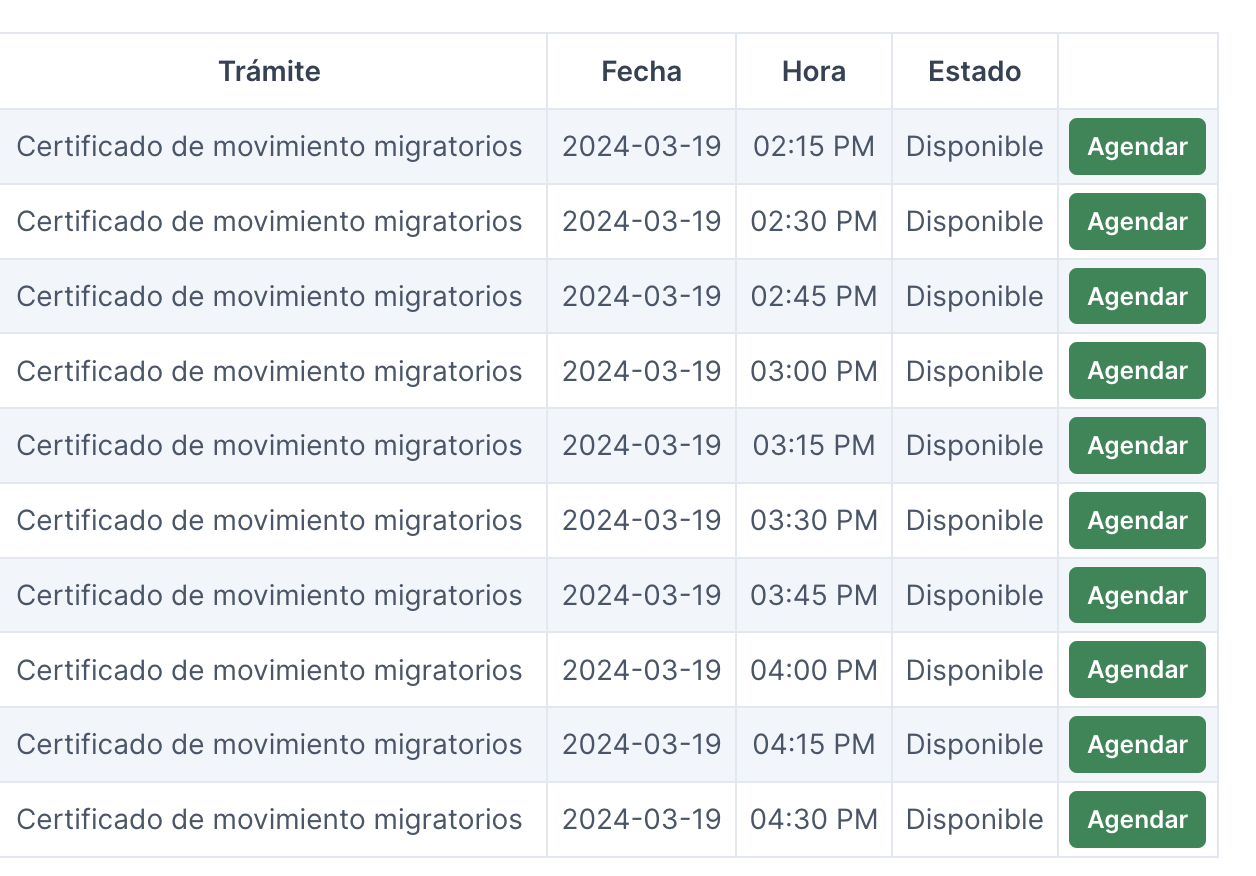 Trámite Fecha Hora Estado
Certificado de movimiento migratorios 2024-03-19 02:15 PM Disponible Agendar
Certificado de movimiento migratorios 2024-03-19 02:30 PM Disponible Agendar
Certificado de movimiento migratorios 2024-03-19 02:45 PM Disponible Agendar
Certificado de movimiento migratorios 2024-03-19 03:00 PM Disponible Agendar
Certificado de movimiento migratorios 2024-03-19 03:15 PM Disponible Agendar
Certificado de movimiento migratorios 2024-03-19 03:30 PM Disponible Agendar
Certificado de movimiento migratorios 2024-03-19 03:45 PM Disponible Agendar
Certificado de movimiento migratorios 2024-03-19 04:00 PM Disponible Agendar
Certificado de movimiento migratorios 2024-03-19 04:15 PM Disponible Agendar
Certificado de movimiento migratorios 2024-03-19 04:30 PM Disponible Agendar